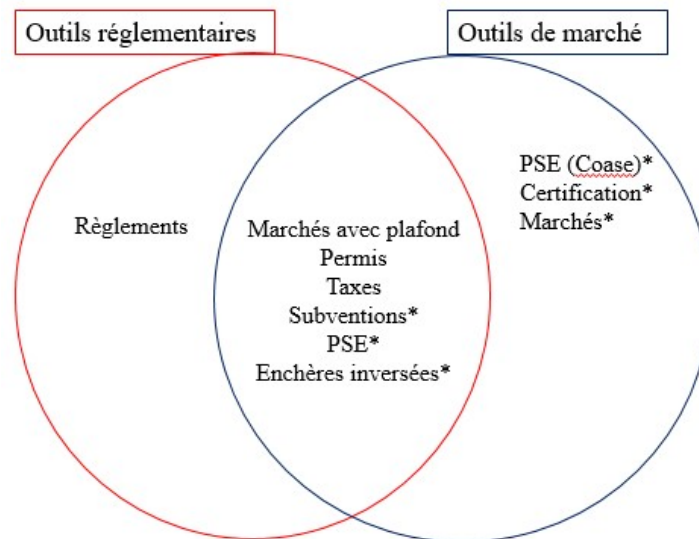 Outils réglementaires
Outils de marché
Règlements
Marchés avec plafond
Permis
Taxes
Subventions*
PSE*
Enchères inversées*
PSE (Coase)*
Certification*
Marchés*